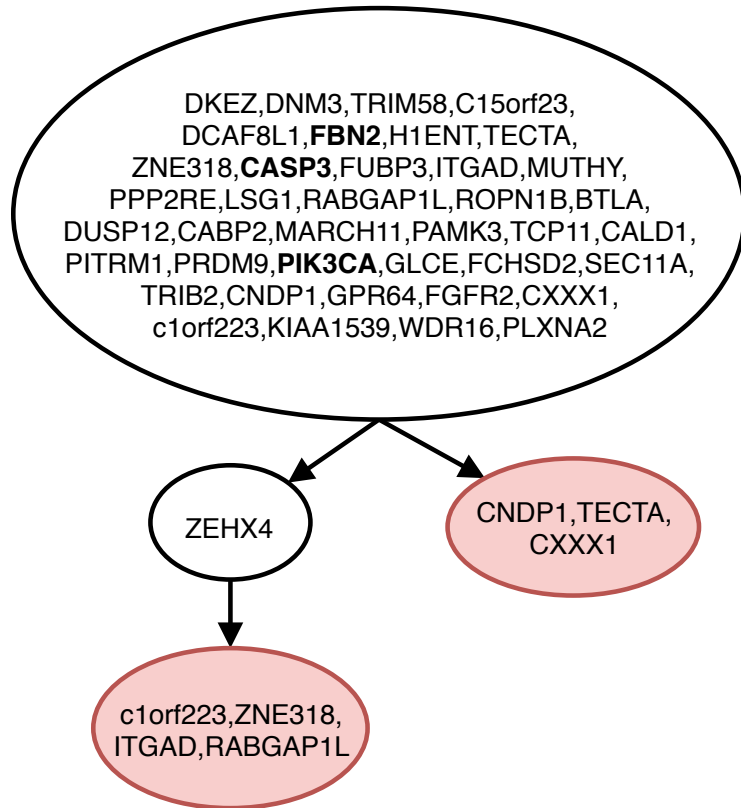 DKEZ,DNM3,TRIM58,C15orf23,
DCAF8L1,FBN2,H1ENT,TECTA,
ZNE318,CASP3,FUBP3,ITGAD,MUTHY,
PPP2RE,LSG1,RABGAP1L,ROPN1B,BTLA,
DUSP12,CABP2,MARCH11,PAMK3,TCP11,CALD1,
PITRM1,PRDM9,PIK3CA,GLCE,FCHSD2,SEC11A,
TRIB2,CNDP1,GPR64,FGFR2,CXXX1,
c1orf223,KIAA1539,WDR16,PLXNA2
ZEHX4
CNDP1,TECTA,
CXXX1
c1orf223,ZNE318,
ITGAD,RABGAP1L